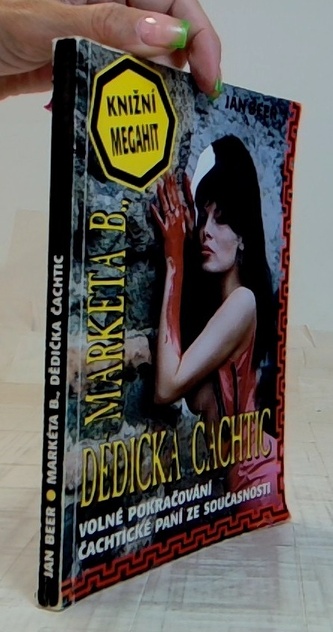 JAN BEER
KNIŽNÍ
MEGAHIT
MARKÉTA B.,
DĚDIČKA ČACHTIC
VOLNÉ POKRAČOVÁNÍ
ČACHTICKÉ PANÍ ZE SOUČASNOSTI
JAN BEER • MARKÉTA B., DĚDIČKA ČACHTIC